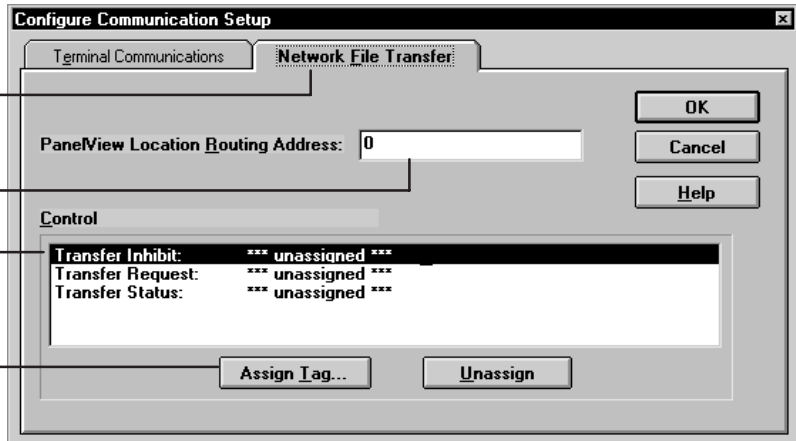 Configure Communication Setup
Terminal Communications
Network File Transfer
OK
PanelView Location Routing Address: 0
Cancel
Help
Control
Transfer Inhibit: *** unassigned ***
Transfer Request: *** unassigned ***
Transfer Status: *** unassigned ***
Assign Tag...
Unassign